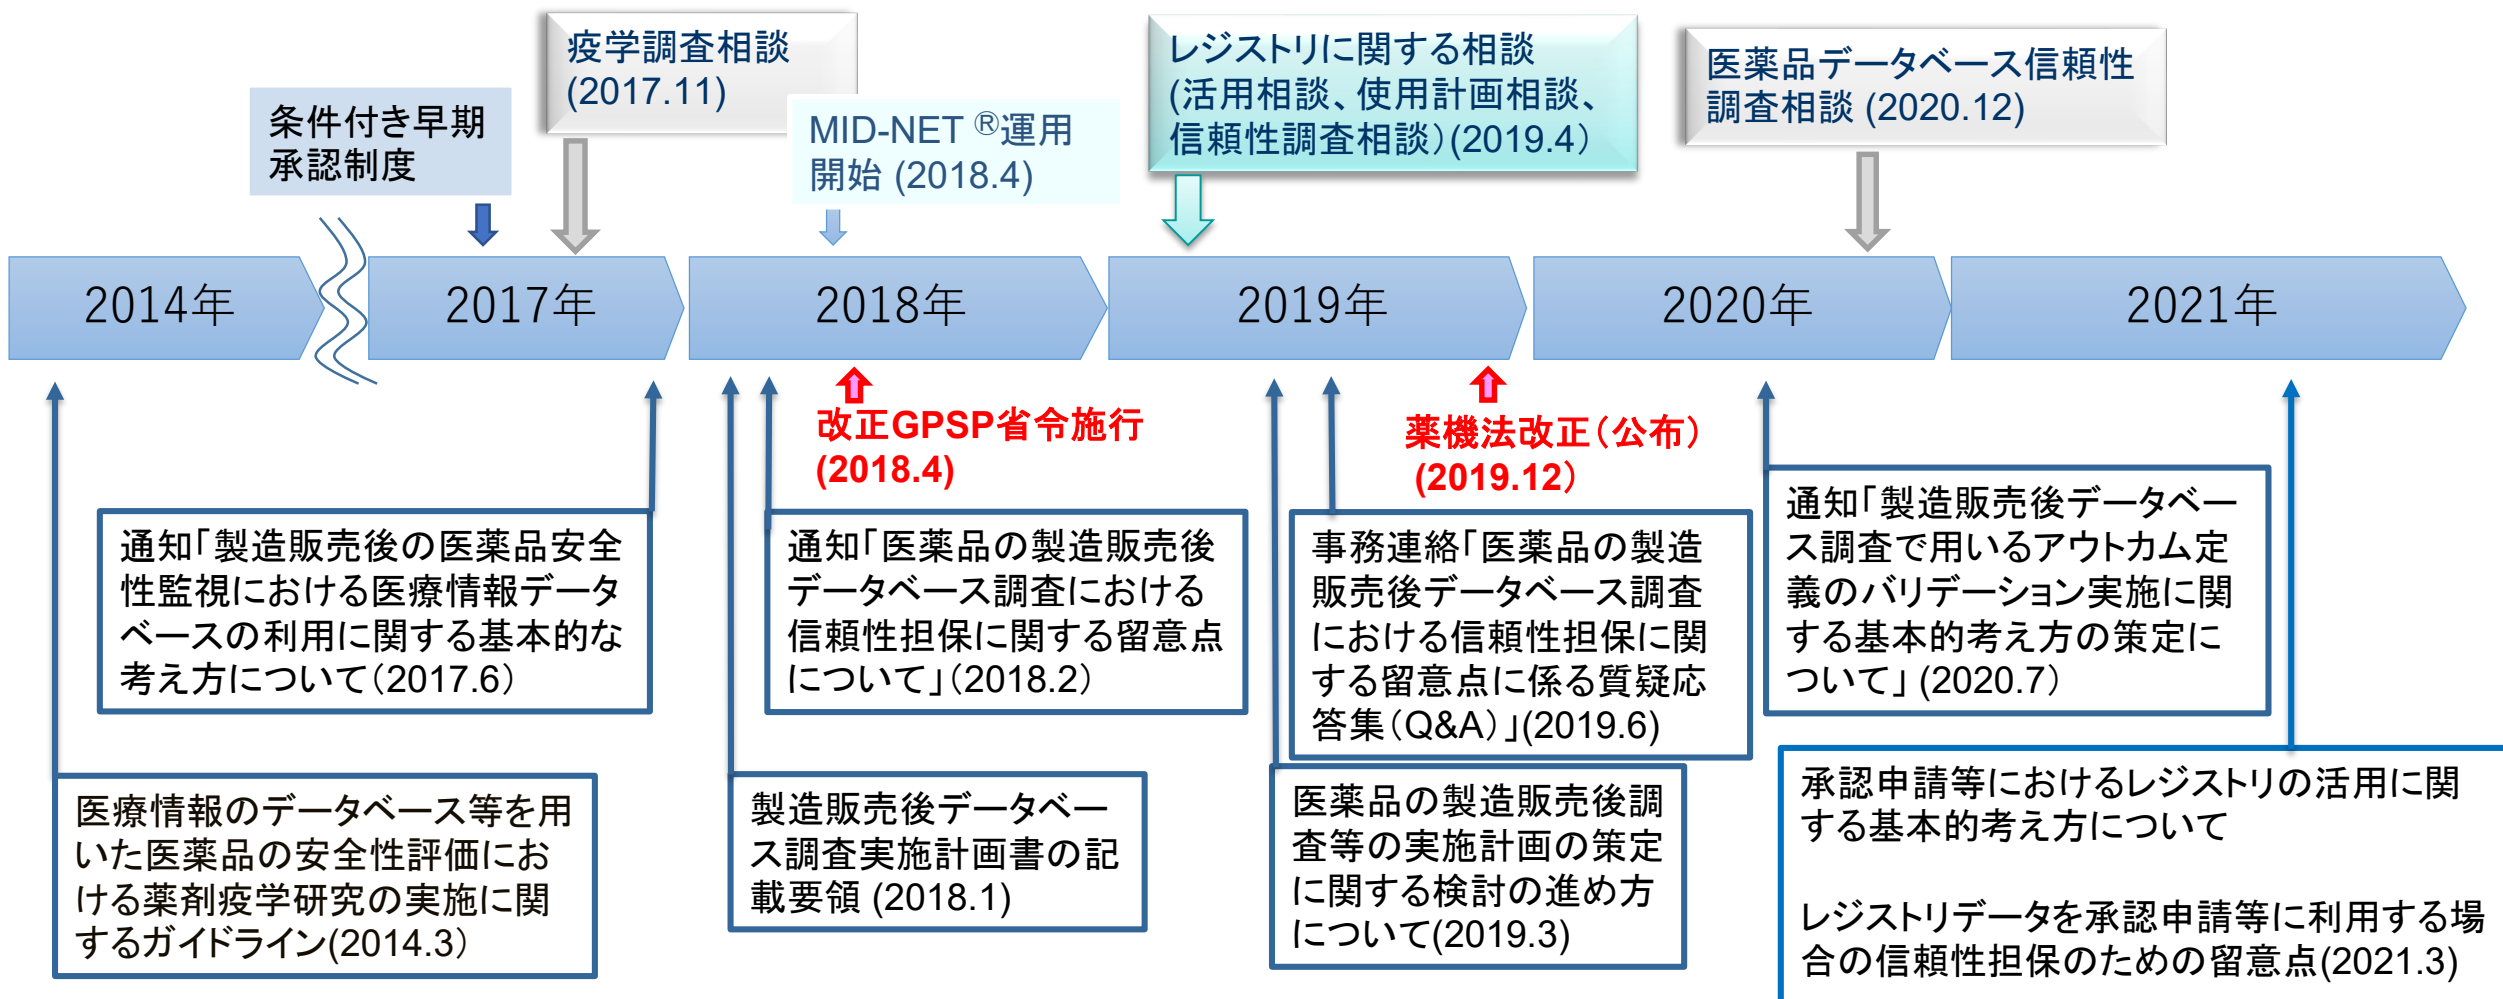 疫学調査相談
(2017.11)
レジストリに関する相談
(活用相談、使用計画相談、
信頼性調査相談）(2019.4）
医薬品データベース信頼性
調査相談 (2020.12)
条件付き早期
承認制度
MID-NET ®運用
開始 (2018.4)
2014年
2017年
2018年
2019年
2020年
2021年
改正GPSP省令施行
(2018.4)
薬機法改正（公布）
(2019.12）
通知「製造販売後の医薬品安全
性監視における医療情報データ
ベースの利用に関する基本的な
考え方について（2017.6）
通知「医薬品の製造販売後
データベース調査における
信頼性担保に関する留意点
について」（2018.2）
事務連絡「医薬品の製造
販売後データベース調査
における信頼性担保に関
する留意点に係る質疑応
答集（Q&A）」(2019.6)
通知「製造販売後データベー
ス調査で用いるアウトカム定
義のバリデーション実施に関
する基本的考え方の策定に
ついて」 (2020.7）
医療情報のデータベース等を用
いた医薬品の安全性評価にお
ける薬剤疫学研究の実施に関
するガイドライン(2014.3）
製造販売後データベー
ス調査実施計画書の記
載要領 (2018.1)
医薬品の製造販売後調
査等の実施計画の策定
に関する検討の進め方
について(2019.3)
承認申請等におけるレジストリの活用に関
する基本的考え方について
レジストリデータを承認申請等に利用する場
合の信頼性担保のための留意点(2021.3)